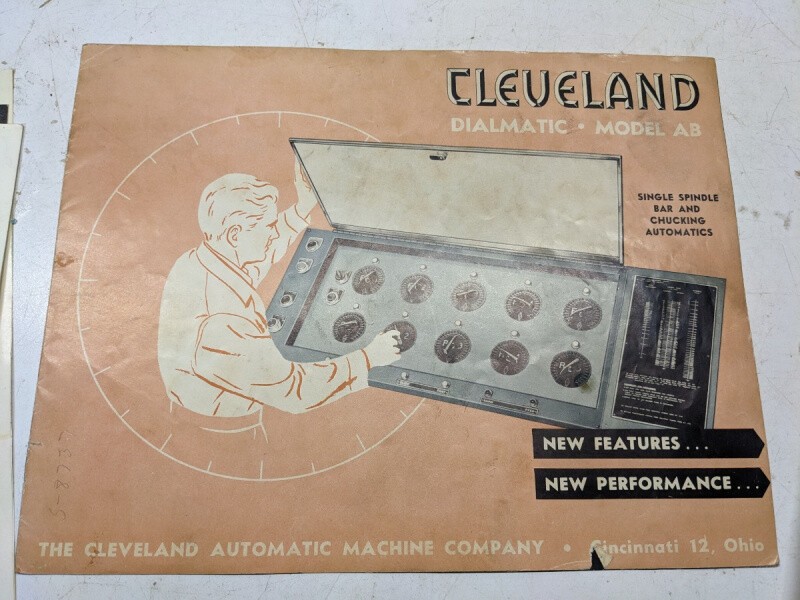 CLEVELAND
DIALMATIC • MODEL AB
SINGLE SPINDLE
BAR AND
CHUCKING
AUTOMATICS
NEW FEATURES...
NEW PERFORMANCE...
THE CLEVELAND AUTOMATIC MACHINE COMPANY • Cincinnati 12, Ohio